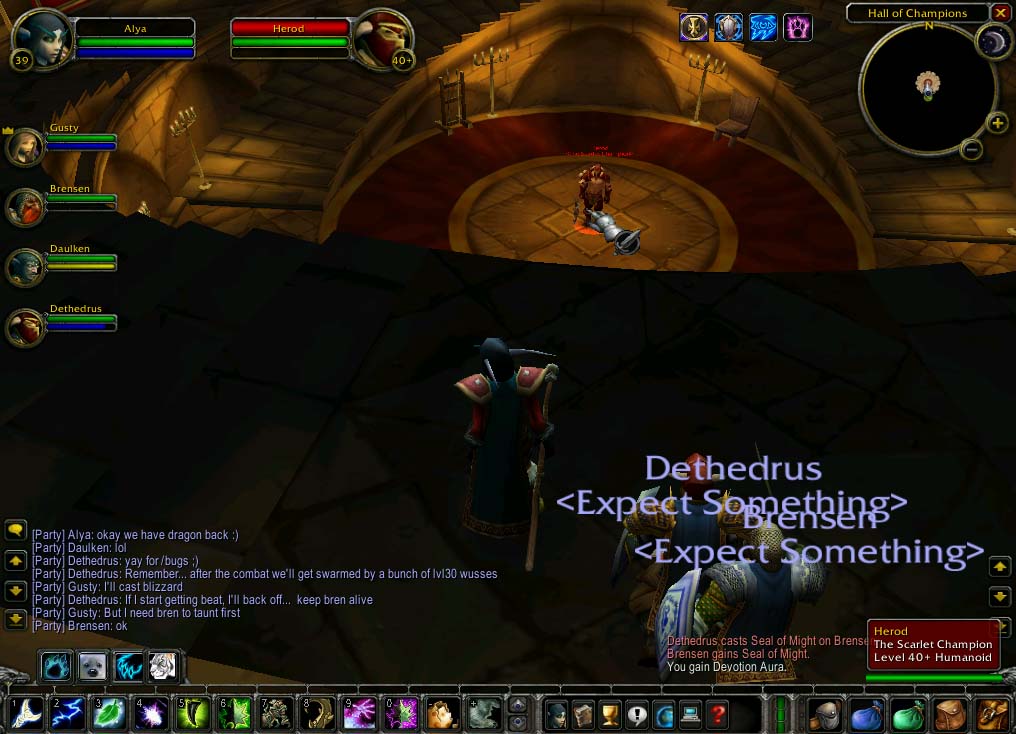 Alya
39
Herod
40+
Hall of Champions
N
Gusty
Brensen
Daulken
Dethedrus
Herod
Dethedrus
<Expect Something>
Brensen
<Expect Something>
[Party] Alya: okay we have dragon back :)
[Party] Daulken: lol
[Party] Dethedrus: yay for /bugs ;)
[Party] Dethedrus: Remember... after the combat we'll get swarmed by a bunch of lvl30 wusses
[Party] Gusty: I'll cast blizzard
[Party] Dethedrus: If I start getting beat, I'll back off... keep bren alive
[Party] Gusty: But I need bren to taunt first
[Party] Brensen: ok
Dethedrus casts Seal of Might on Brense
Brensen gains Seal of Might.
You gain Devotion Aura.
Herod
The Scarlet Champion
Level 40+ Humanoid
1 2 3 4 5 6 7 8 9 0 - +